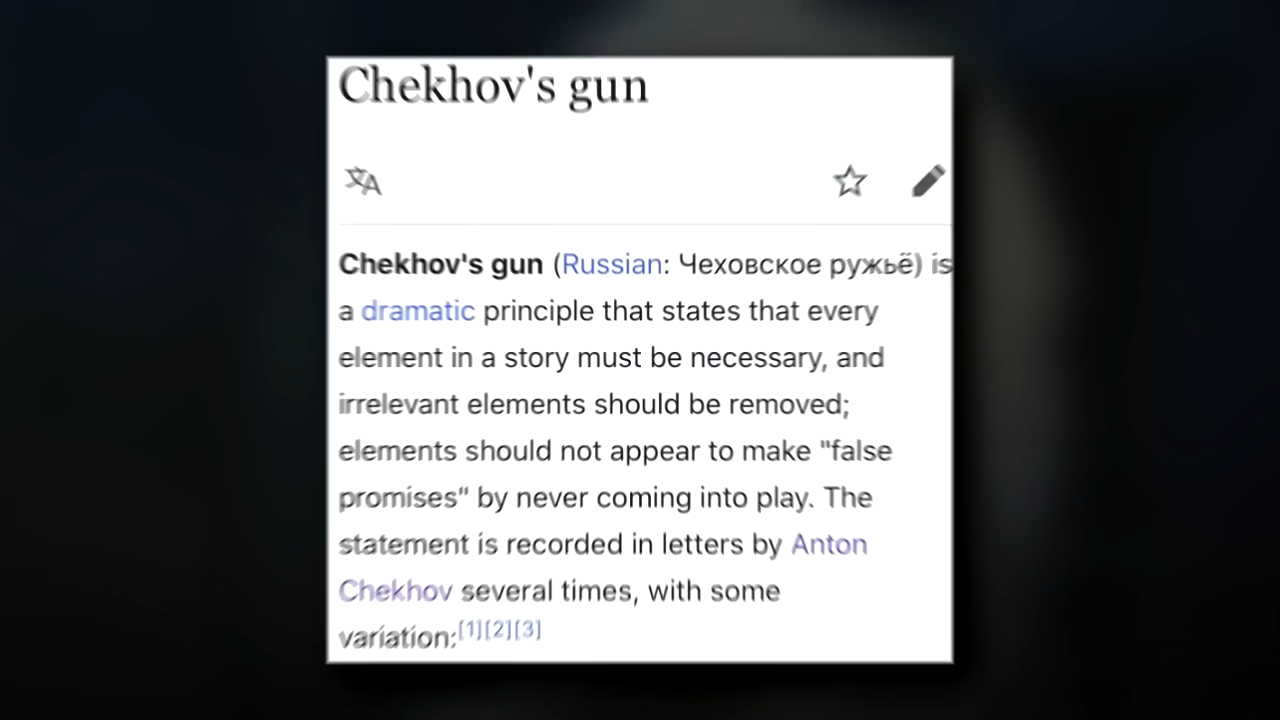 Chekhov's gun
Chekhov's gun (Russian: Чеховское ружьё) is
a dramatic principle that states that every
element in a story must be necessary, and
irrelevant elements should be removed;
elements should not appear to make "false
promises" by never coming into play. The
statement is recorded in letters by Anton
Chekhov several times, with some
variation:[1][2][3]